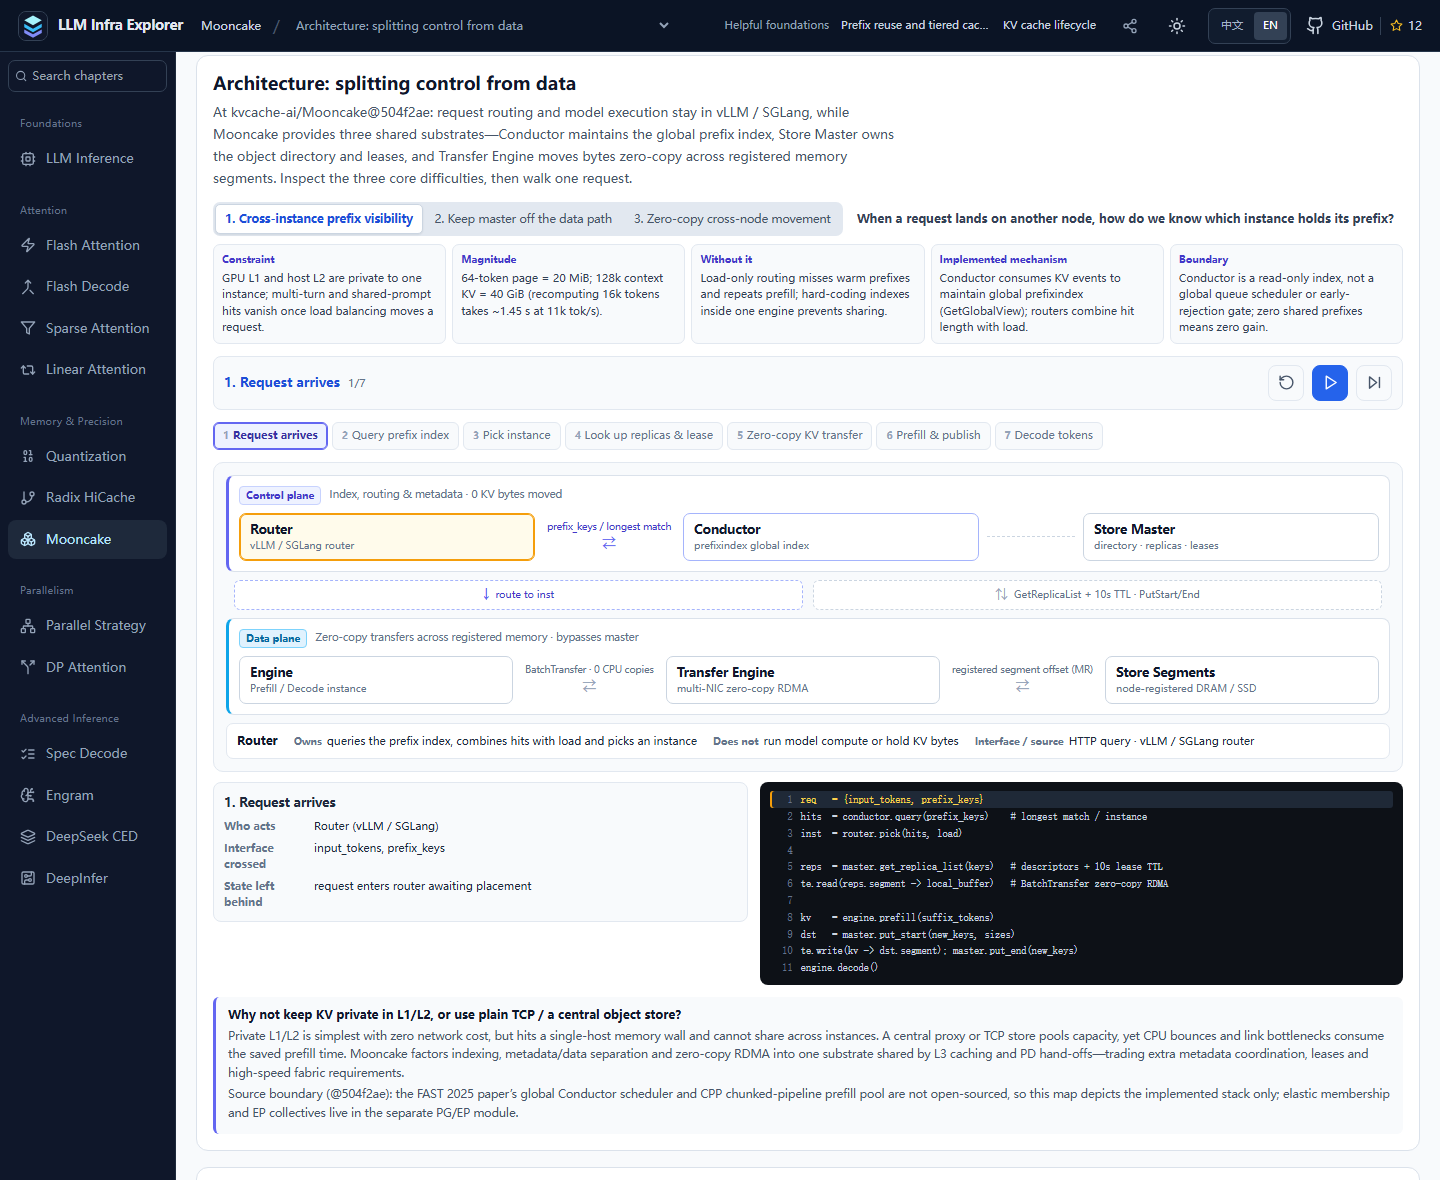 LLM Infra Explorer
Mooncake / Architecture: splitting control from data
Helpful foundations Prefix reuse and tiered cac... KV cache lifecycle
中文 EN GitHub 12
Search chapters
Foundations
LLM Inference
Attention
Flash Attention
Flash Decode
Sparse Attention
Linear Attention
Memory & Precision
Quantization
Radix HiCache
Mooncake
Parallelism
Parallel Strategy
DP Attention
Advanced Inference
Spec Decode
Engram
DeepSeek CED
DeepInfer
Architecture: splitting control from data
At kvcache-ai/Mooncake@504f2ae: request routing and model execution stay in vLLM / SGLang, while
Mooncake provides three shared substrates—Conductor maintains the global prefix index, Store Master owns
the object directory and leases, and Transfer Engine moves bytes zero-copy across registered memory
segments. Inspect the three core difficulties, then walk one request.
1. Cross-instance prefix visibility 2. Keep master off the data path 3. Zero-copy cross-node movement
When a request lands on another node, how do we know which instance holds its prefix?
Constraint
GPU L1 and host L2 are private to one
instance; multi-turn and shared-prompt
hits vanish once load balancing moves a
request.
Magnitude
64-token page = 20 MiB; 128k context
KV = 40 GiB (recomputing 16k tokens
takes ~1.45 s at 11k tok/s).
Without it
Load-only routing misses warm prefixes
and repeats prefill; hard-coding indexes
inside one engine prevents sharing.
Implemented mechanism
Conductor consumes KV events to
maintain global prefixindex
(GetGlobalView); routers combine hit
length with load.
Boundary
Conductor is a read-only index, not a
global queue scheduler or early-
rejection gate; zero shared prefixes
means zero gain.
1. Request arrives 1/7
1 Request arrives 2 Query prefix index 3 Pick instance 4 Look up replicas & lease 5 Zero-copy KV transfer 6 Prefill & publish 7 Decode tokens
Control plane Index, routing & metadata · 0 KV bytes moved
Router
vLLM / SGLang router
prefix_keys / longest match
⇄
Conductor
prefixindex global index
Store Master
directory · replicas · leases
↓ route to inst
⇅ GetReplicaList + 10s TTL · PutStart/End
Data plane Zero-copy transfers across registered memory · bypasses master
Engine
Prefill / Decode instance
BatchTransfer · 0 CPU copies
⇄
Transfer Engine
multi-NIC zero-copy RDMA
registered segment offset (MR)
⇄
Store Segments
node-registered DRAM / SSD
Router Owns queries the prefix index, combines hits with load and picks an instance Does not run model compute or hold KV bytes Interface / source HTTP query · vLLM / SGLang router
1. Request arrives
Who acts Router (vLLM / SGLang)
Interface crossed input_tokens, prefix_keys
State left behind request enters router awaiting placement
1 req = {input_tokens, prefix_keys}
2 hits = conductor.query(prefix_keys) # longest match / instance
3 inst = router.pick(hits, load)
4
5 reps = master.get_replica_list(keys) # descriptors + 10s lease TTL
6 te.read(reps.segment -> local_buffer) # BatchTransfer zero-copy RDMA
7
8 kv = engine.prefill(suffix_tokens)
9 dst = master.put_start(new_keys, sizes)
10 te.write(kv -> dst.segment); master.put_end(new_keys)
11 engine.decode()
Why not keep KV private in L1/L2, or use plain TCP / a central object store?
Private L1/L2 is simplest with zero network cost, but hits a single-host memory wall and cannot share across instances. A central proxy or TCP store pools capacity, yet CPU bounces and link bottlenecks consume
the saved prefill time. Mooncake factors indexing, metadata/data separation and zero-copy RDMA into one substrate shared by L3 caching and PD hand-offs—trading extra metadata coordination, leases and
high-speed fabric requirements.
Source boundary (@504f2ae): the FAST 2025 paper's global Conductor scheduler and CPP chunked-pipeline prefill pool are not open-sourced, so this map depicts the implemented stack only; elastic membership
and EP collectives live in the separate PG/EP module.